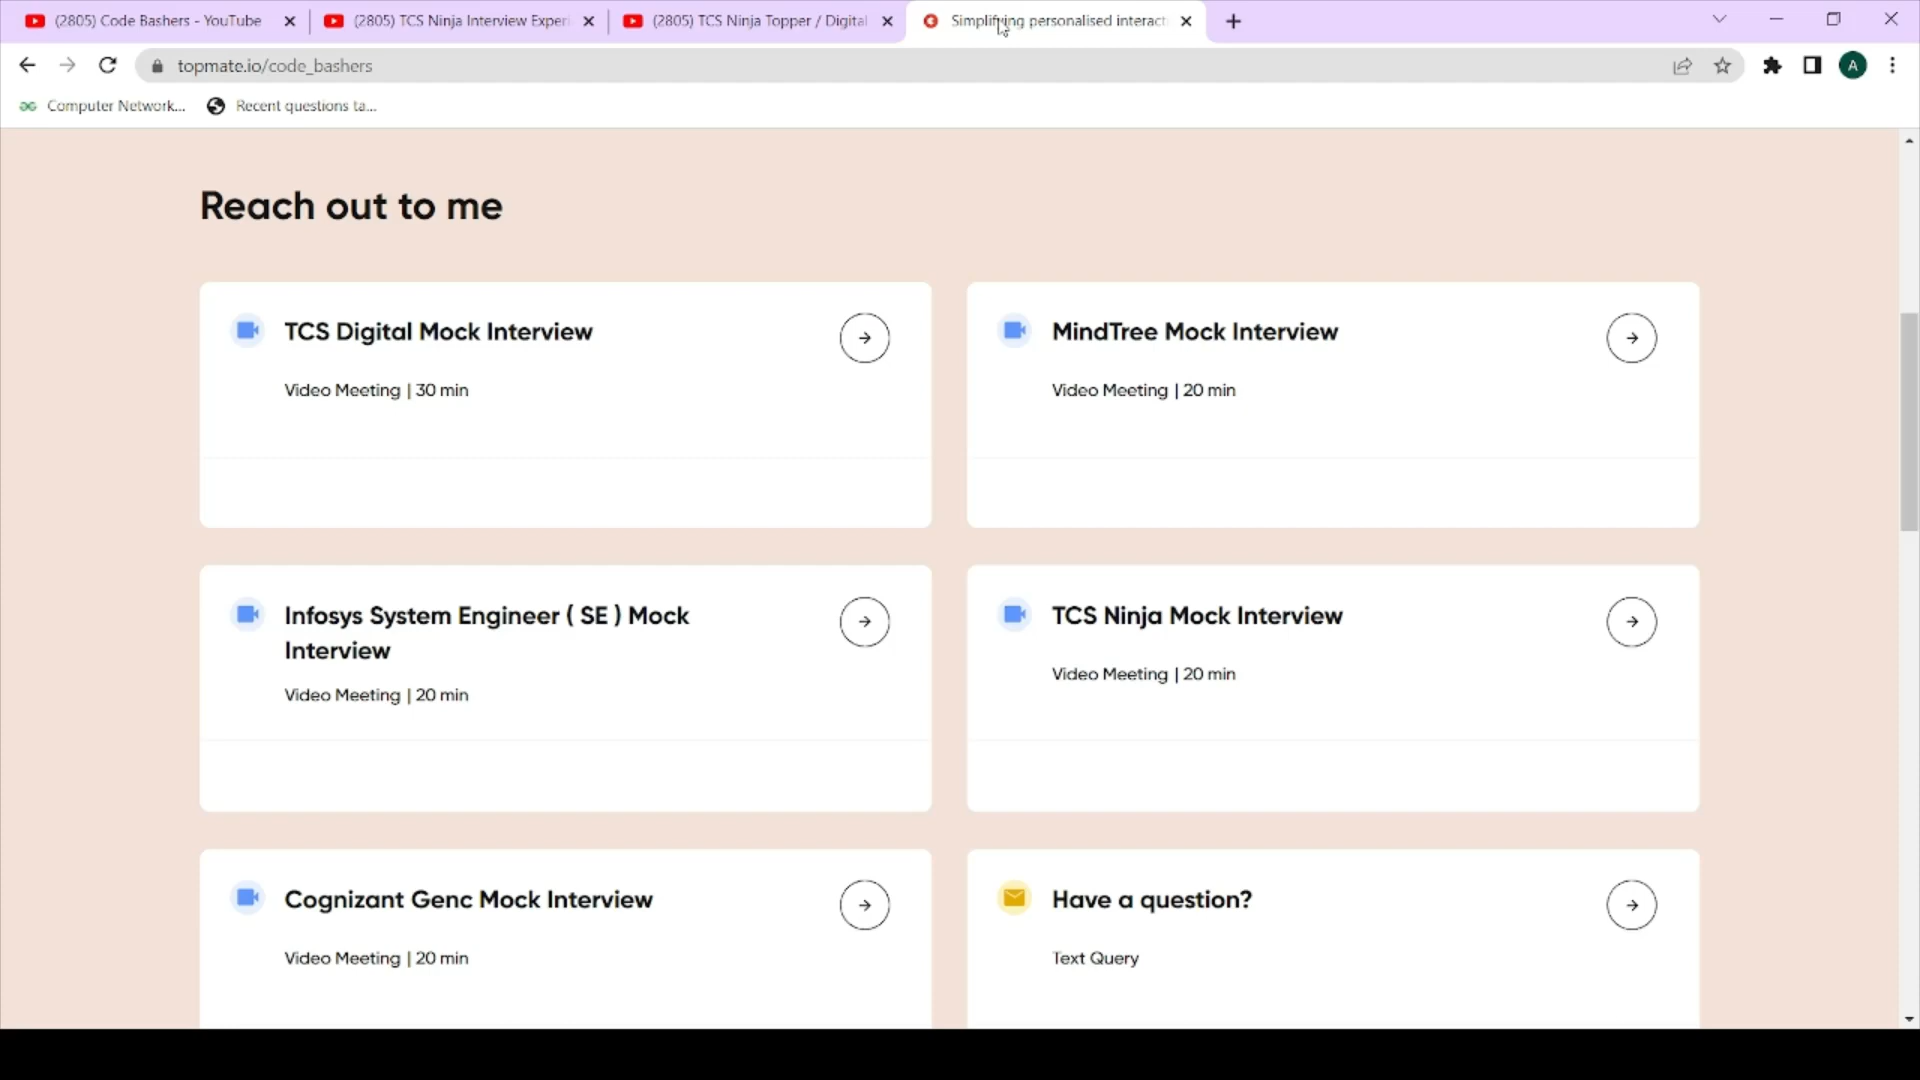 (2805) Code Bashers - YouTube
(2805) TCS Ninja Interview Experi
(2805) TCS Ninja Topper / Digital
Simplifying personalised interacti
topmate.io/code_bashers
A
Computer Network...
Recent questions ta...
Reach out to me
TCS Digital Mock Interview
Video Meeting | 30 min
MindTree Mock Interview
Video Meeting | 20 min
Infosys System Engineer ( SE ) Mock
Interview
Video Meeting | 20 min
TCS Ninja Mock Interview
Video Meeting | 20 min
Cognizant Genc Mock Interview
Video Meeting | 20 min
Have a question?
Text Query